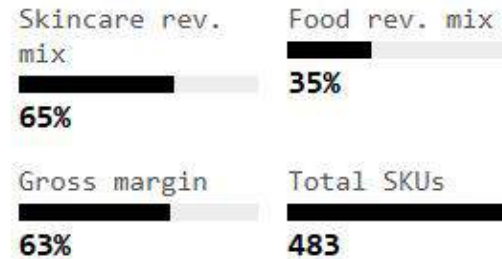 Skincare rev.
mix
65%
Food rev. mix
35%
Gross margin
63%
Total SKUs
483